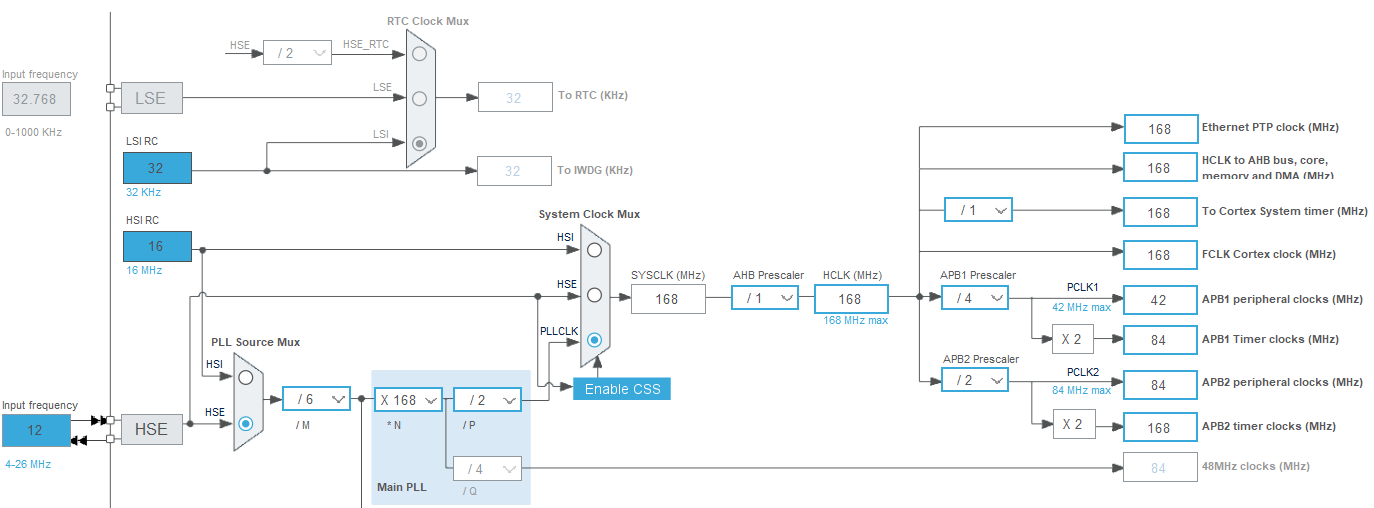 RTC Clock Mux
HSE
/ 2
HSE_RTC
Input frequency
32.768
0-1000 KHz
LSE
LSE
32
To RTC (KHz)
LSI RC
32
32 KHz
LSI
32
To IWDG (KHz)
168
Ethernet PTP clock (MHz)
168
HCLK to AHB bus, core,
memory and DMA (MHz)
/ 1
168
To Cortex System timer (MHz)
168
FCLK Cortex clock (MHz)
HSI RC
16
16 MHz
System Clock Mux
HSI
HSE
PLLCLK
SYSCLK (MHz)
168
AHB Prescaler
/ 1
HCLK (MHz)
168
168 MHz max
APB1 Prescaler
/ 4
PCLK1
42 MHz max
42
APB1 peripheral clocks (MHz)
X 2
84
APB1 Timer clocks (MHz)
APB2 Prescaler
/ 2
PCLK2
84 MHz max
84
APB2 peripheral clocks (MHz)
X 2
168
APB2 timer clocks (MHz)
PLL Source Mux
HSI
HSE
Enable CSS
Input frequency
12
4-26 MHz
HSE
/ 6
/ M
X 168
* N
/ 2
/ P
/ 4
/ Q
Main PLL
84
48MHz clocks (MHz)